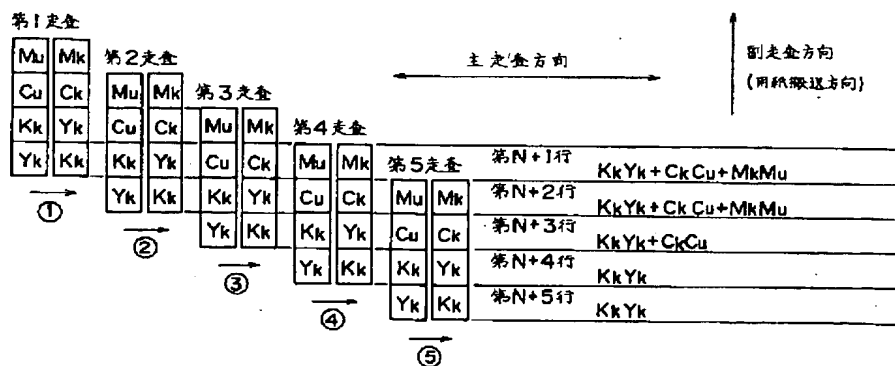 第1走査
Mu Mk
Cu Ck
Kk Yk
Yk Kk
①
第2走査
Mu Mk
Cu Ck
Kk Yk
Yk Kk
②
第3走査
Mu Mk
Cu Ck
Kk Yk
Yk Kk
③
第4走査
Mu Mk
Cu Ck
Kk Yk
Yk Kk
④
第5走査
Mu Mk
Cu Ck
Kk Yk
Yk Kk
⑤
主走査方向
副走査方向
(用紙搬送方向)
第N+1行 KkYk+CkCu+MkMu
第N+2行 KkYk+CkCu+MkMu
第N+3行 KkYk+CkCu
第N+4行 KkYk
第N+5行 KkYk